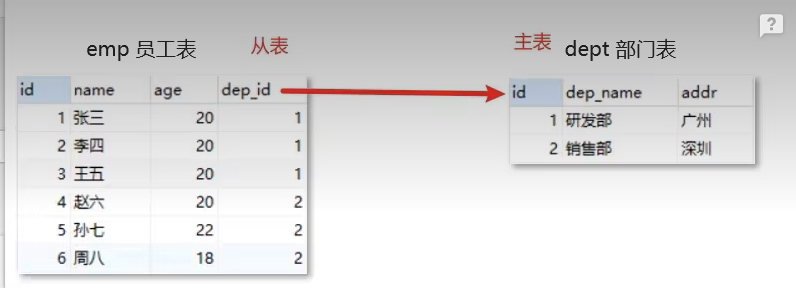 emp 员工表 从表 主表 dept 部门表
id name age dep_id
1 张三 20 1
2 李四 20 1
3 王五 20 1
4 赵六 20 2
5 孙七 22 2
6 周八 18 2
id dep_name addr
1 研发部 广州
2 销售部 深圳
?